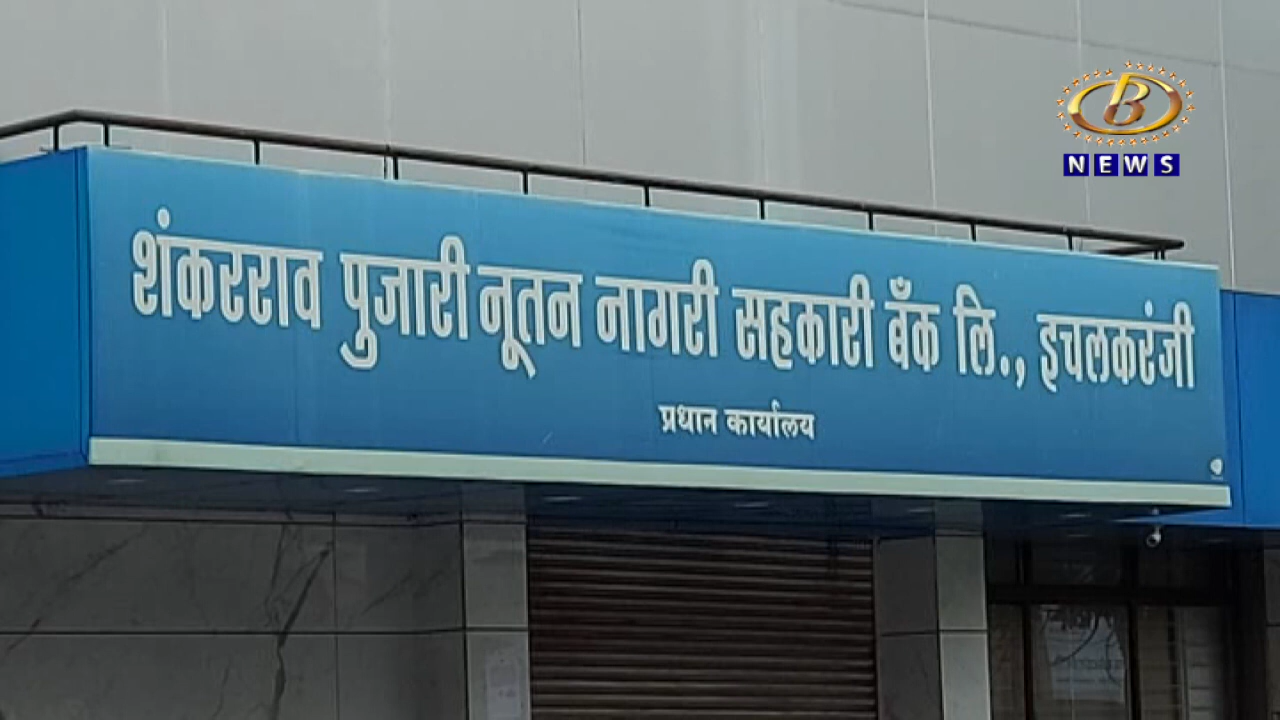 B
NEWS
शंकरराव पुजारी नूतन नागरी सहकारी बँक लि., इचलकरंजी
प्रधान कार्यालय